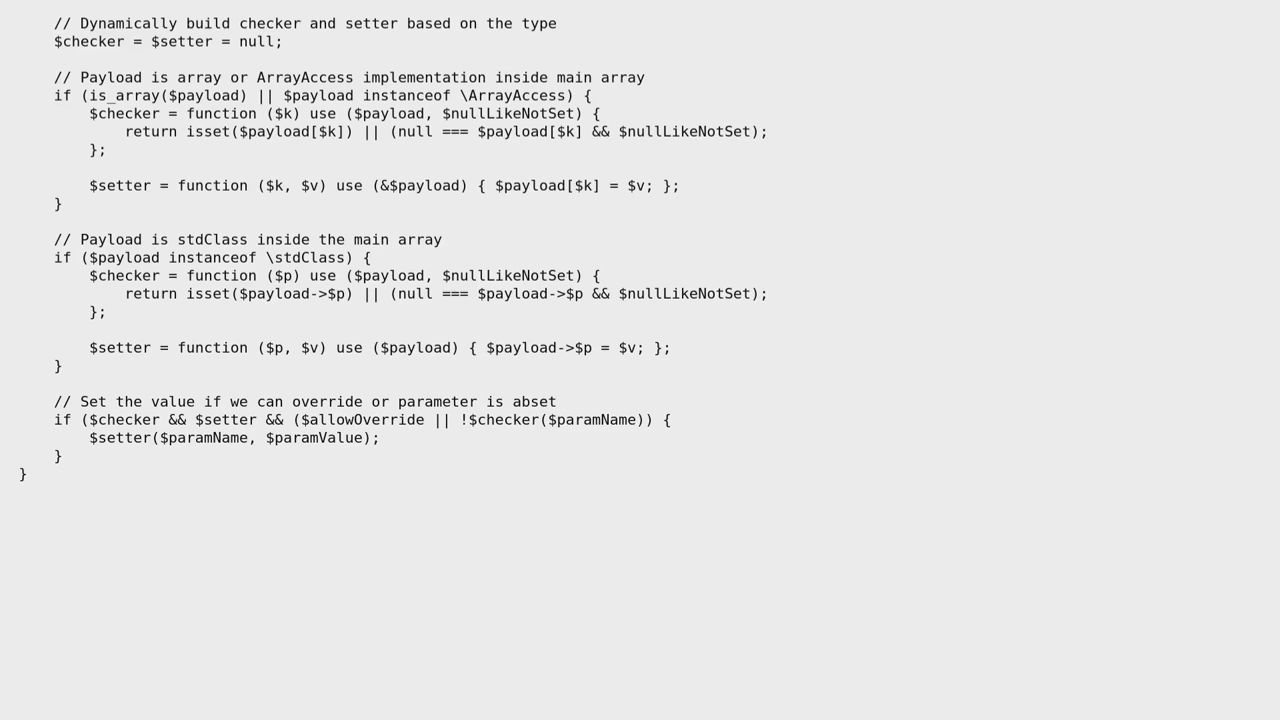 // Dynamically build checker and setter based on the type
$checker = $setter = null;
// Payload is array or ArrayAccess implementation inside main array
if (is_array($payload) || $payload instanceof \ArrayAccess) {
$checker = function ($k) use ($payload, $nullLikeNotSet) {
return isset($payload[$k]) || (null === $payload[$k] && $nullLikeNotSet);
};
$setter = function ($k, $v) use (&$payload) { $payload[$k] = $v; };
}
// Payload is stdClass inside the main array
if ($payload instanceof \stdClass) {
$checker = function ($p) use ($payload, $nullLikeNotSet) {
return isset($payload->$p) || (null === $payload->$p && $nullLikeNotSet);
};
$setter = function ($p, $v) use ($payload) { $payload->$p = $v; };
}
// Set the value if we can override or parameter is abset
if ($checker && $setter && ($allowOverride || !$checker($paramName)) {
$setter($paramName, $paramValue);
}
}